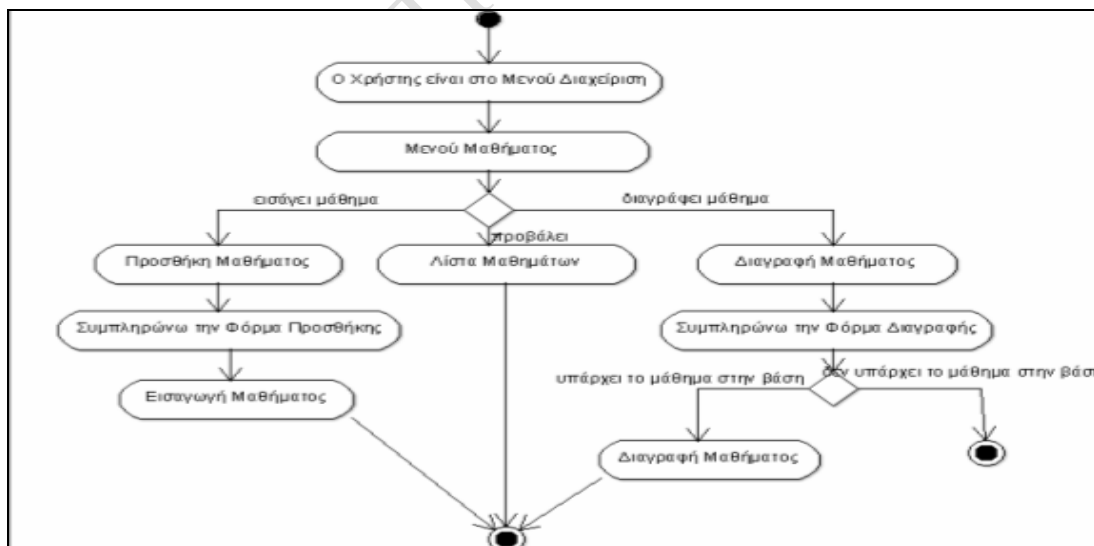 Ο Χρήστης είναι στο Μενού Διαχείριση
Μενού Μαθήματος
εισάγει μάθημα
διαγράφει μάθημα
προβάλει
Προσθήκη Μαθήματος
Λίστα Μαθημάτων
Διαγραφή Μαθήματος
Συμπληρώνω την Φόρμα Προσθήκης
Συμπληρώνω την Φόρμα Διαγραφής
υπάρχει το μάθημα στην βάση
δεν υπάρχει το μάθημα στην βάση
Εισαγωγή Μαθήματος
Διαγραφή Μαθήματος